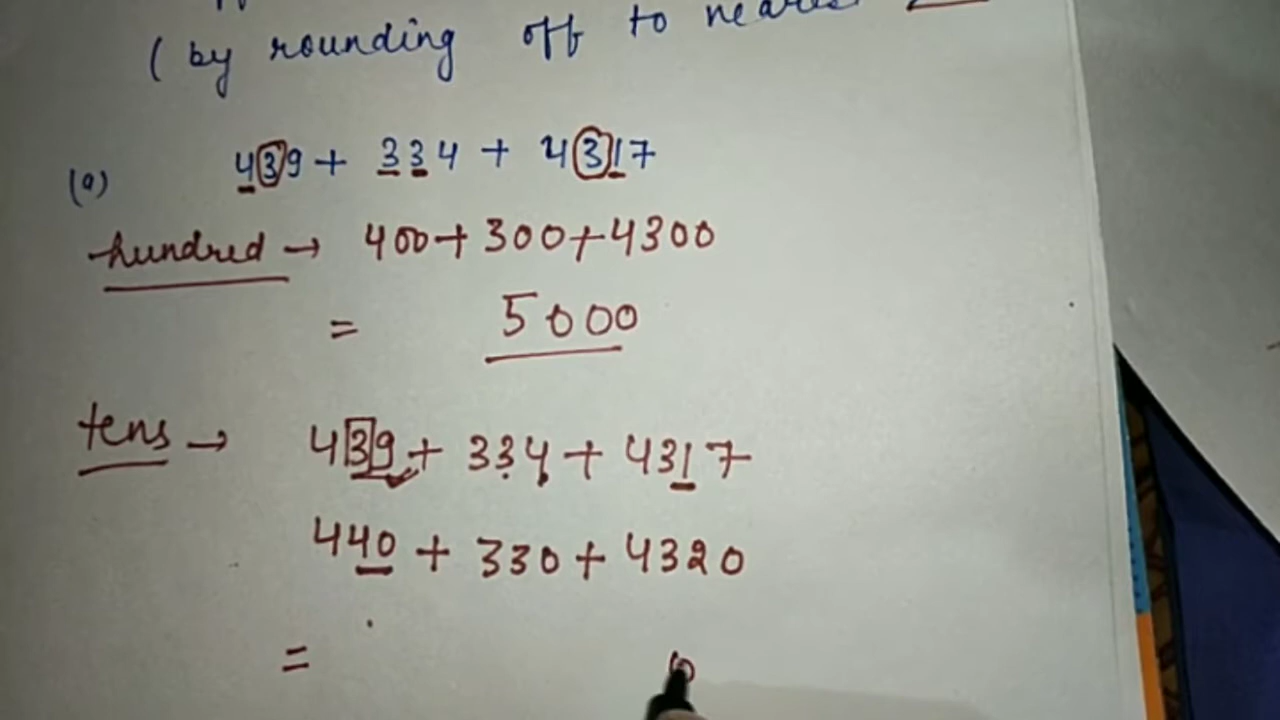 ( by rounding off to
(a) 439 + 334 + 4317
hundred → 400 + 300 + 4300
= 5000
tens → 439 + 334 + 4317
440 + 330 + 4320
= 0